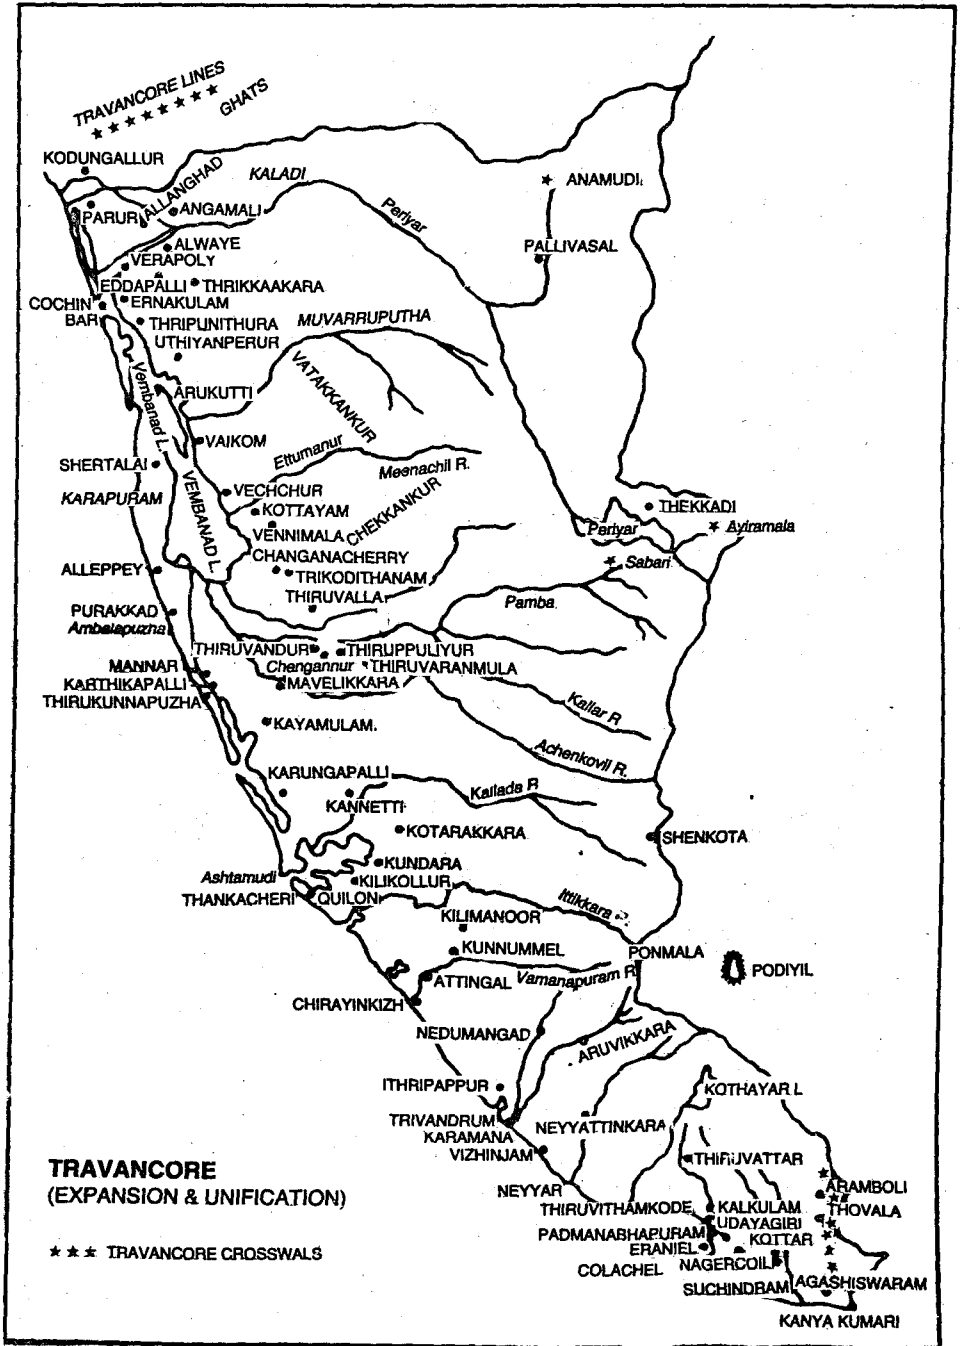 TRAVANCORE LINES
GHATS
KODUNGALLUR
KALADI
ALLANGHAD
ANAMUDI
PARUR
ANGAMALI
Periyar
ALWAYE
PALLIVASAL
VERAPOLY
EDDAPALLI
THRIKKAAKARA
COCHIN
ERNAKULAM
BAR
THRIPUNITHURA
MUVARRUPUTHA
UTHIYANPERUR
VATAKKANKUR
Vembanad L.
ARUKUTTI
VAIKOM
Ettumanur
SHERTALAI
Meenachil R.
KARAPURAM
VEMBANAD L.
VECHCHUR
CHEKKANKUR
KOTTAYAM
THEKKADI
VENNIMALA
Periyar
Ayiramala
CHANGANACHERRY
ALLEPPEY
TRIKODITHANAM
Sabari
THIRUVALLA
Pamba
PURAKKAD
Ambalapuzha
THIRUVANDUR
THIRUPPULIYUR
MANNAR
Chengannur
THIRUVARANMULA
KARTHIKAPALLI
MAVELIKKARA
THIRUKUNNAPUZHA
Kallar R
KAYAMULAM.
Achenkovil R.
KARUNGAPALLI
Kallada R
KANNETTI
KOTARAKKARA
SHENKOTA
KUNDARA
Ashtamudi
KILIKOLLUR
THANKACHERI
QUILON
Ittikkara R.
KILIMANOOR
KUNNUMMEL
PONMALA
PODIYIL
ATTINGAL
Vamanapuram R
CHIRAYINKIZH
NEDUMANGAD
ARUVIKKARA
ITHRIPAPPUR
KOTHAYAR L
TRIVANDRUM
NEYYATTINKARA
KARAMANA
VIZHINJAM
THIRUVATTAR
TRAVANCORE
(EXPANSION & UNIFICATION)
NEYYAR
ARAMBOLI
THIRUVITHAMKODE
KALKULAM
THOVALA
UDAYAGIRI
PADMANABHAPURAM
KOTTAR
ERANIEL
★★★ TRAVANCORE CROSSWALS
COLACHEL
NAGERCOIL
SUCHINDRAM
AGASHISWARAM
KANYA KUMARI